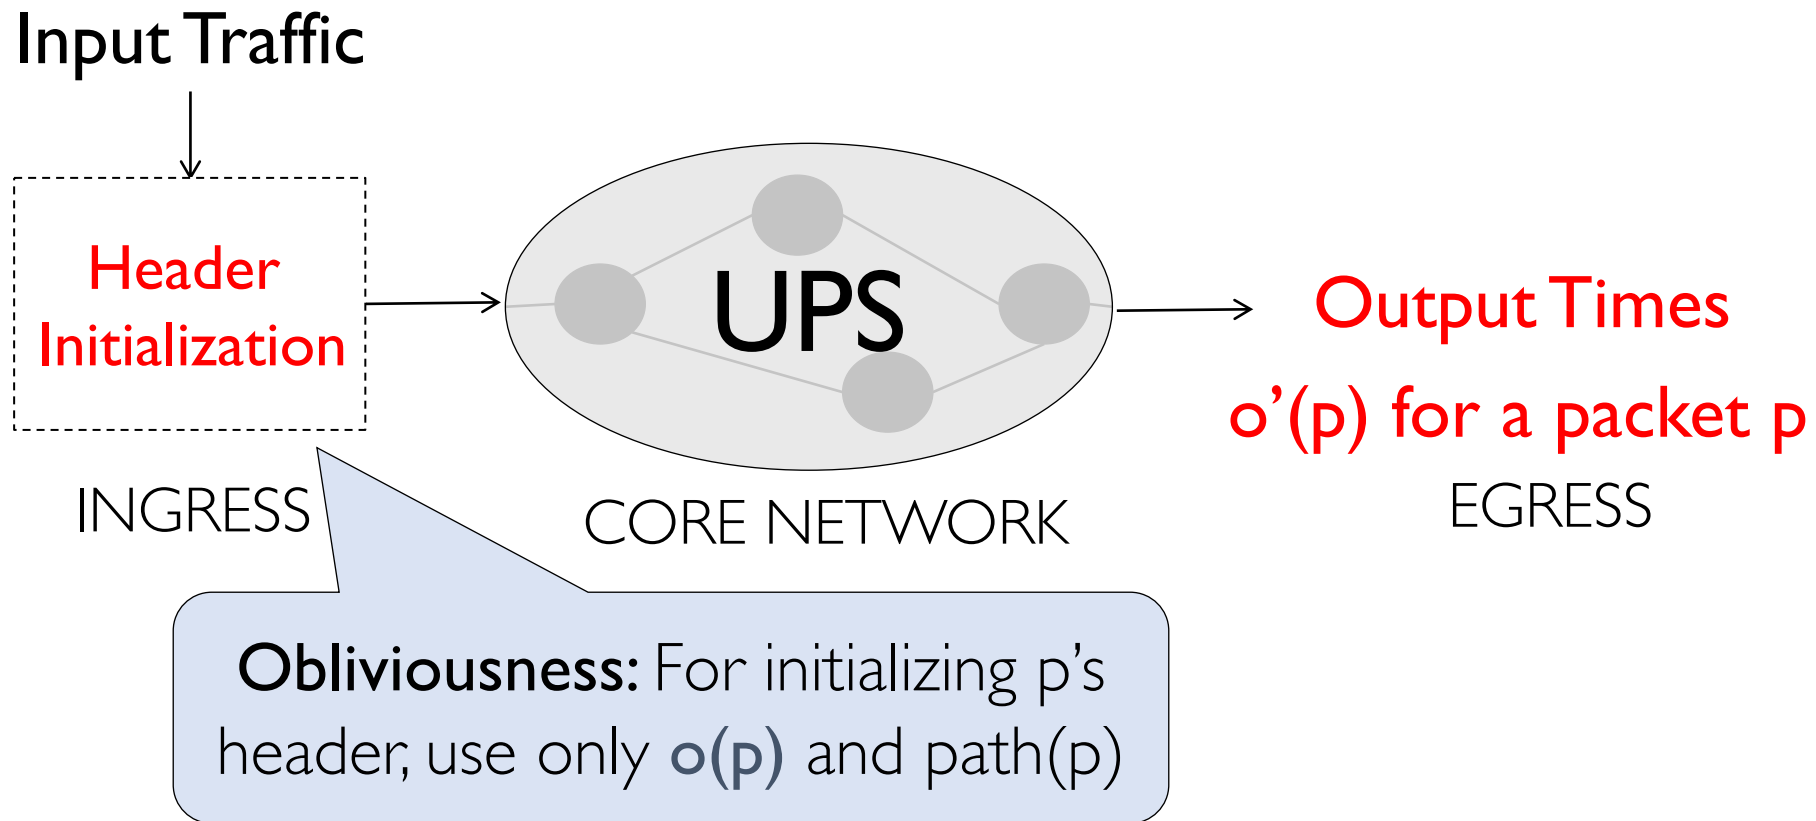 Input Traffic
Header
Initialization
INGRESS
UPS
CORE NETWORK
Output Times
o’(p) for a packet p
EGRESS
Obliviousness: For initializing p’s
header, use only o(p) and path(p)